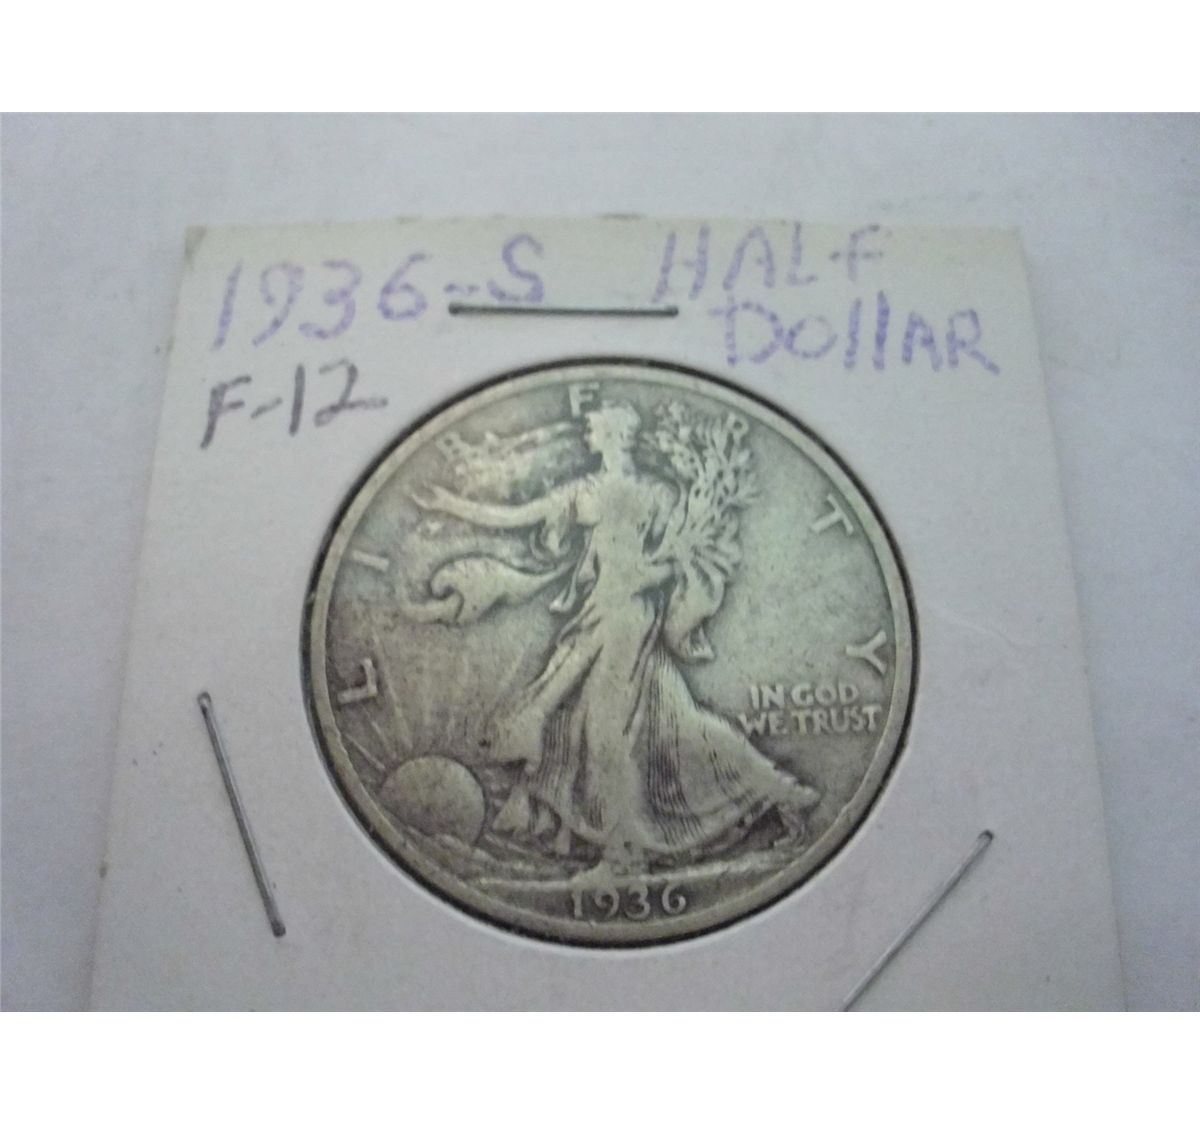 1936-S HALF
DOllAR
F-12
LIBERTY
IN GOD
WE TRUST
1936